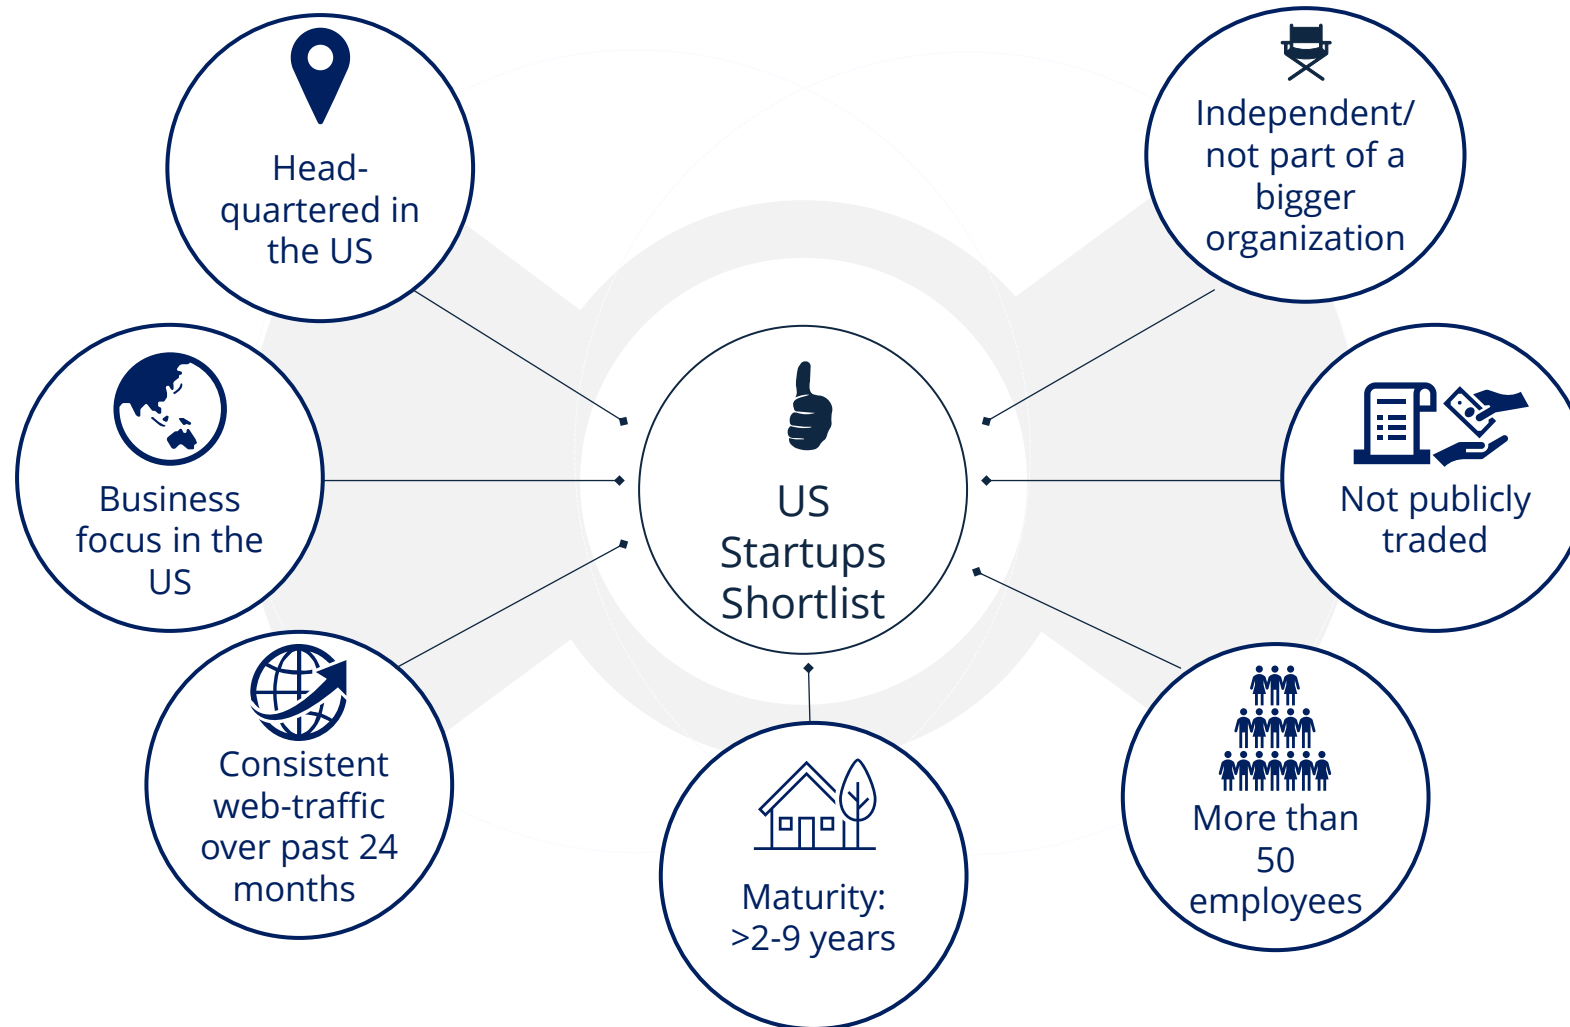 Head-
quartered in
the US
Independent/
not part of a
bigger
organization
Business
focus in the
US
US
Startups
Shortlist
Not publicly
traded
Consistent
web-traffic
over past 24
months
Maturity:
>2-9 years
More than
50
employees